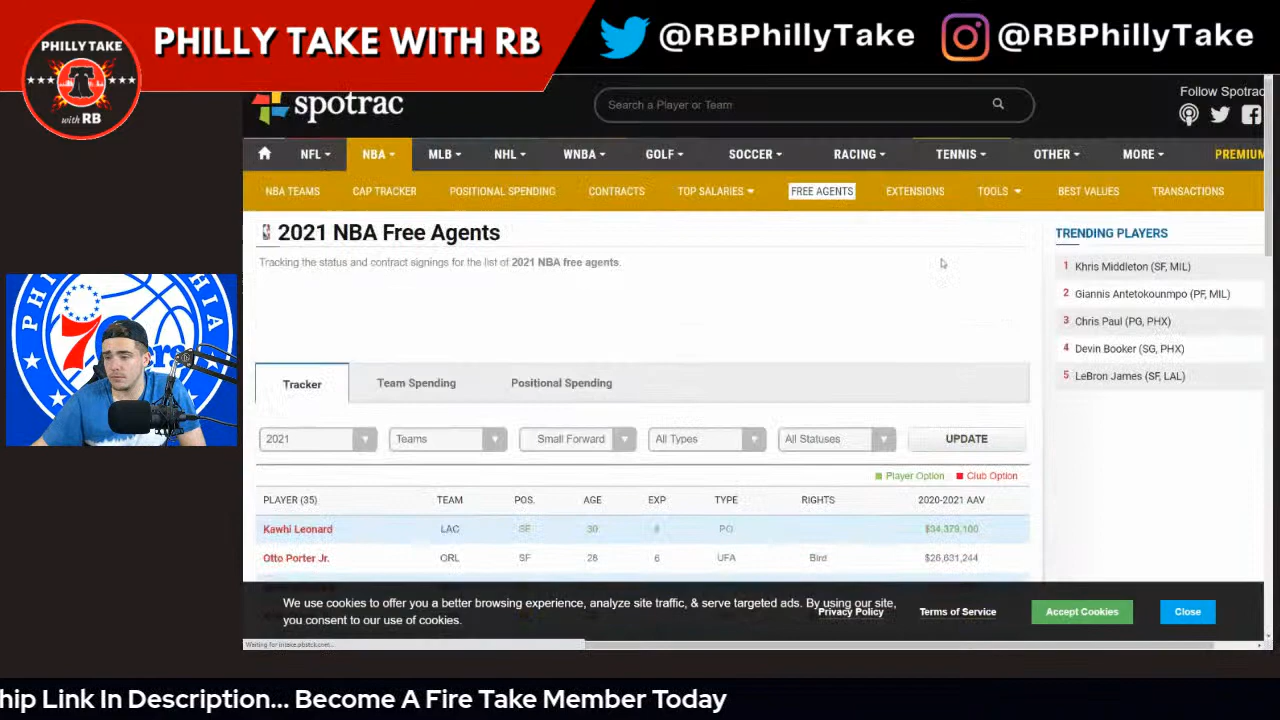 PHILLY TAKE
with RB
PHILLY TAKE WITH RB
@RBPhillyTake
@RBPhillyTake
spotrac
Search a Player or Team
Follow Spotrac
NFL
NBA
MLB
NHL
WNBA
GOLF
SOCCER
RACING
TENNIS
OTHER
MORE
PREMIUM
NBA TEAMS
CAP TRACKER
POSITIONAL SPENDING
CONTRACTS
TOP SALARIES
FREE AGENTS
EXTENSIONS
TOOLS
BEST VALUES
TRANSACTIONS
2021 NBA Free Agents
Tracking the status and contract signings for the list of 2021 NBA free agents.
TRENDING PLAYERS
1 Khris Middleton (SF, MIL)
2 Giannis Antetokounmpo (PF, MIL)
3 Chris Paul (PG, PHX)
4 Devin Booker (SG, PHX)
5 LeBron James (SF, LAL)
Tracker
Team Spending
Positional Spending
2021
Teams
Small Forward
All Types
All Statuses
UPDATE
Player Option
Club Option
PLAYER (35) TEAM POS. AGE EXP TYPE RIGHTS 2020-2021 AAV
Kawhi Leonard LAC SF 30 8 PO $34,379,100
Otto Porter Jr. ORL SF 28 6 UFA Bird $26,631,244
We use cookies to offer you a better browsing experience, analyze site traffic, & serve targeted ads. By using our site,
you consent to our use of cookies.
Privacy Policy
Terms of Service
Accept Cookies
Close
hip Link In Description... Become A Fire Take Member Today